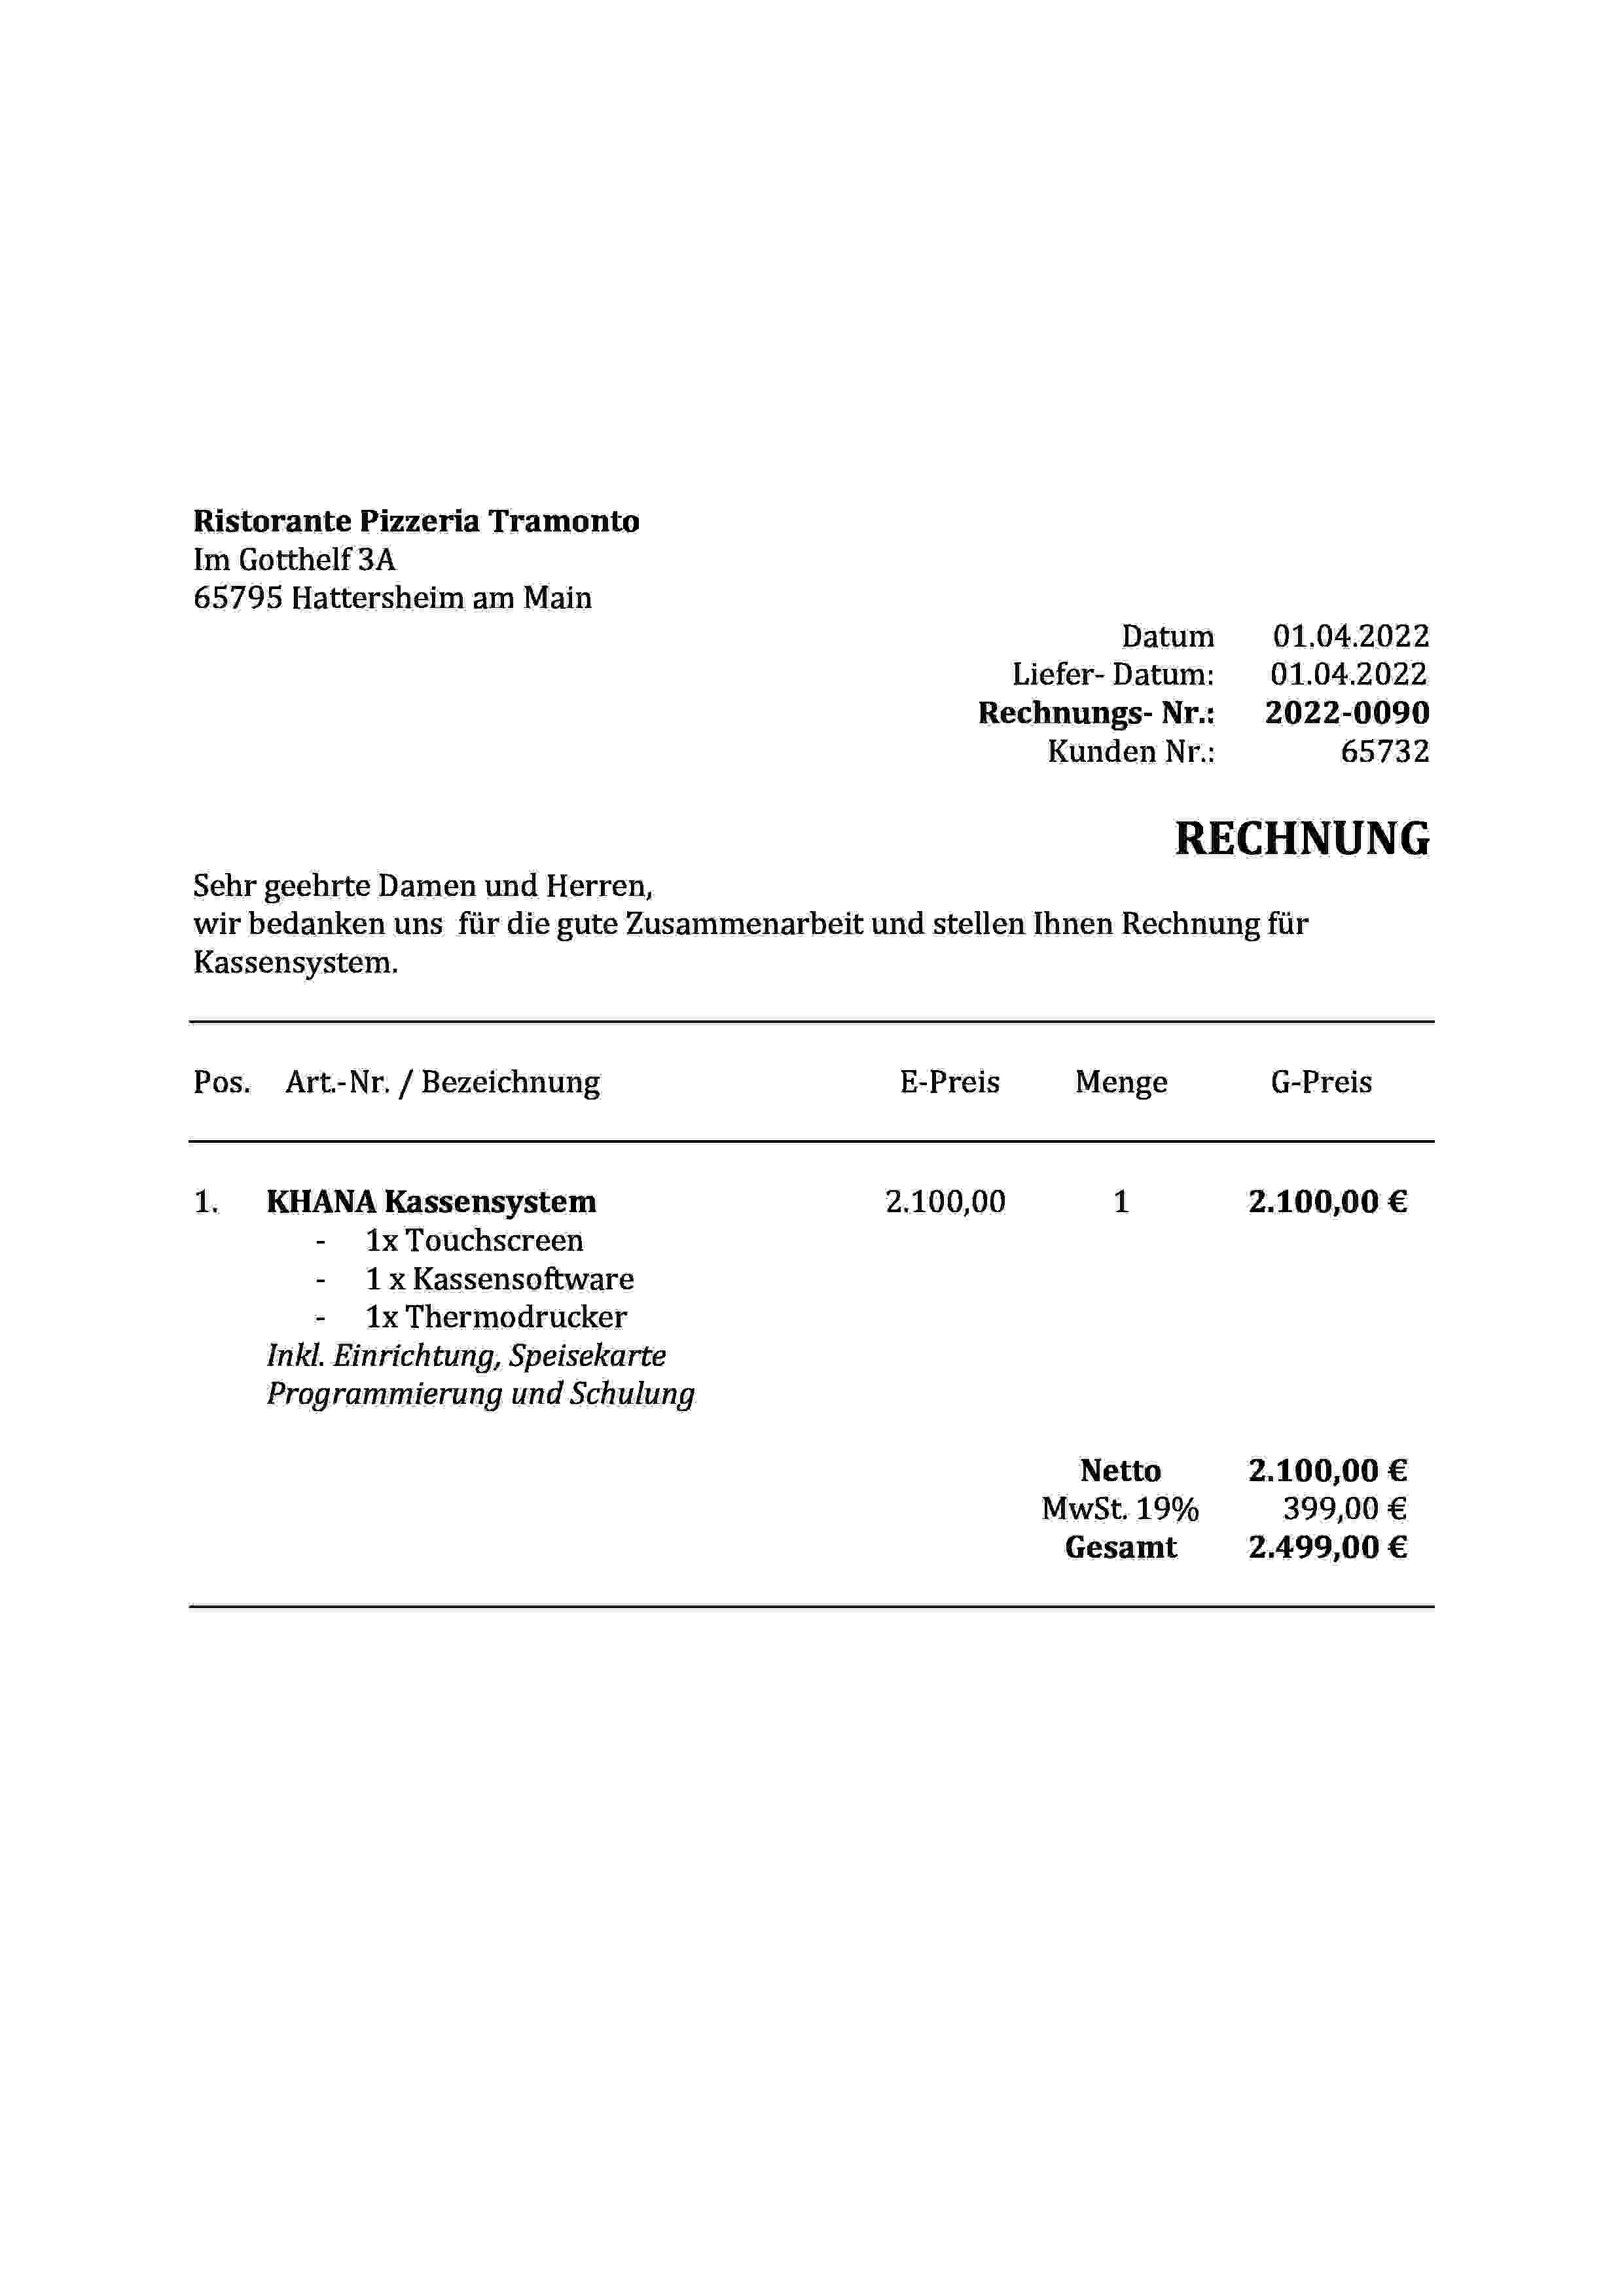 Ristorante Pizzeria Tramonto
Im Gotthelf 3A
65795 Hattersheim am Main
Datum 01.04.2022
Liefer- Datum: 01.04.2022
Rechnungs- Nr.: 2022-0090
Kunden Nr.: 65732
RECHNUNG
Sehr geehrte Damen und Herren,
wir bedanken uns  für die gute Zusammenarbeit und stellen Ihnen Rechnung für
Kassensystem.
Pos. Art.-Nr. / Bezeichnung E-Preis Menge G-Preis
1. KHANA Kassensystem 2.100,00 1 2.100,00 €
- 1x Touchscreen
- 1 x Kassensoftware
- 1x Thermodrucker
Inkl. Einrichtung, Speisekarte
Programmierung und Schulung
Netto 2.100,00 €
MwSt. 19% 399,00 €
Gesamt 2.499,00 €